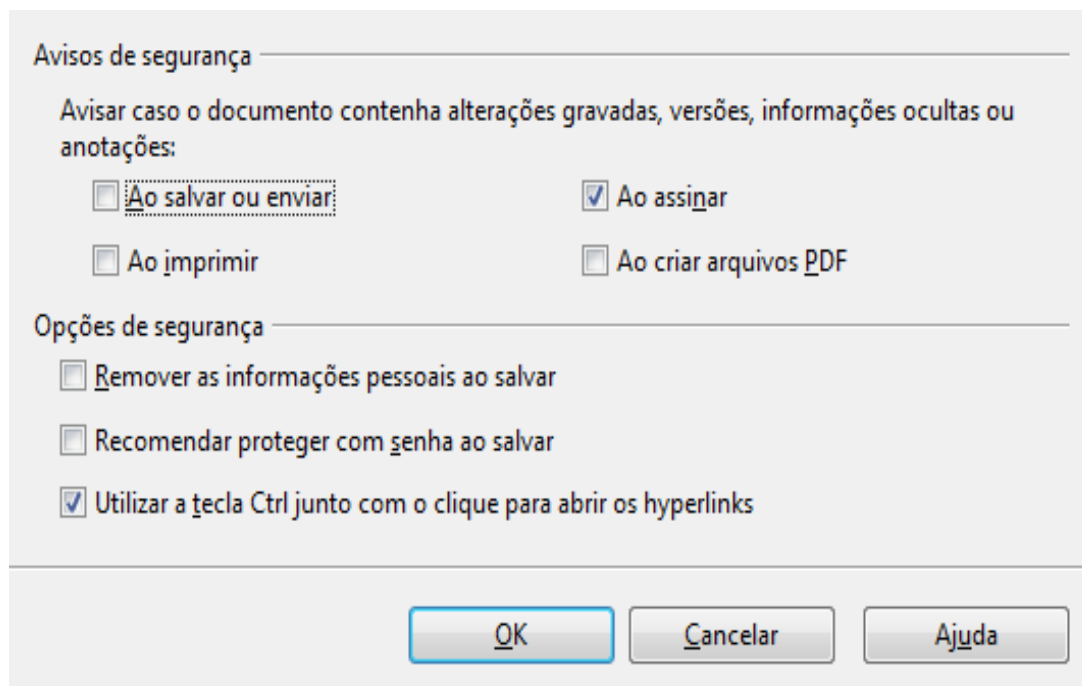 Avisos de segurança
Avisar caso o documento contenha alterações gravadas, versões, informações ocultas ou
anotações:
Ao salvar ou enviar
Ao assinar
Ao imprimir
Ao criar arquivos PDF
Opções de segurança
Remover as informações pessoais ao salvar
Recomendar proteger com senha ao salvar
Utilizar a tecla Ctrl junto com o clique para abrir os hyperlinks
OK
Cancelar
Ajuda